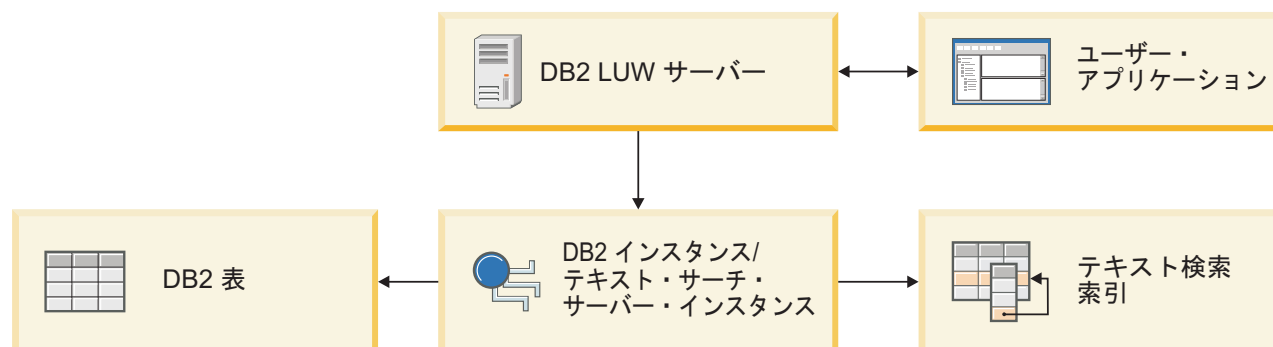 DB2 LUW サーバー
ユーザー・
アプリケーション
DB2 表
DB2 インスタンス/
テキスト・サーチ・
サーバー・インスタンス
テキスト検索
索引